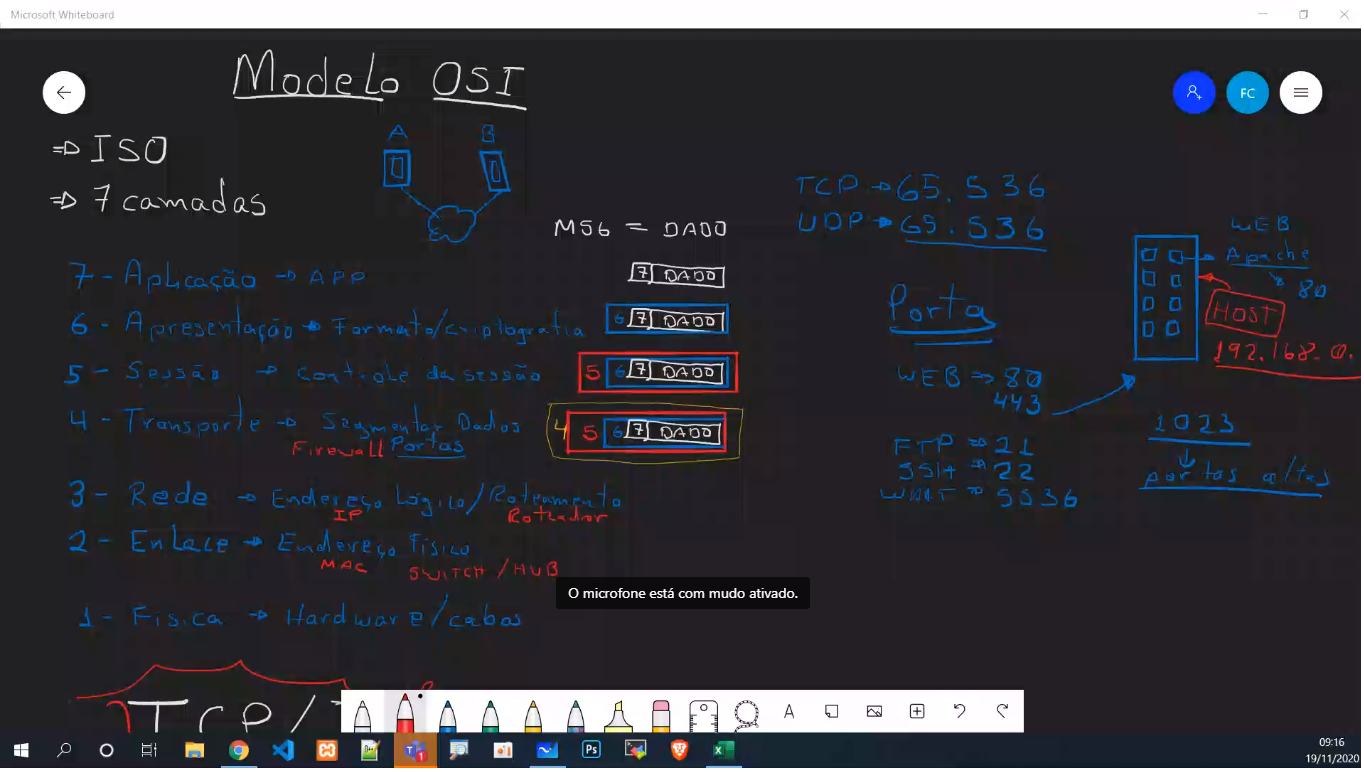 Microsoft Whiteboard
Modelo OSI
FC
⇒ ISO
⇒ 7 camadas
A B
MSG = DADO
7 - Aplicação → APP
7 DADO
6 - Apresentação → Formato/criptografia
6 7 DADO
5 - Sessão → Controle da sessão
5 6 7 DADO
4 - Transporte → Segmentar Dados
Firewall Portas
4 5 6 7 DADO
3 - Rede → Endereço Lógico/Roteamento
IP Roteador
2 - Enlace → Endereço Físico
MAC SWITCH/HUB
1 - Física → Hardware/cabos
TCP/
TCP → 65.536
UDP → 65.536
Porta
WEB ⇒ 80
443
FTP ⇒ 21
SSH ⇒ 22
5536
WEB
Apache
80
HOST
192.168.0.
1023
portas altas
O microfone está com mudo ativado.
A
1
Ps
09:16
19/11/2020